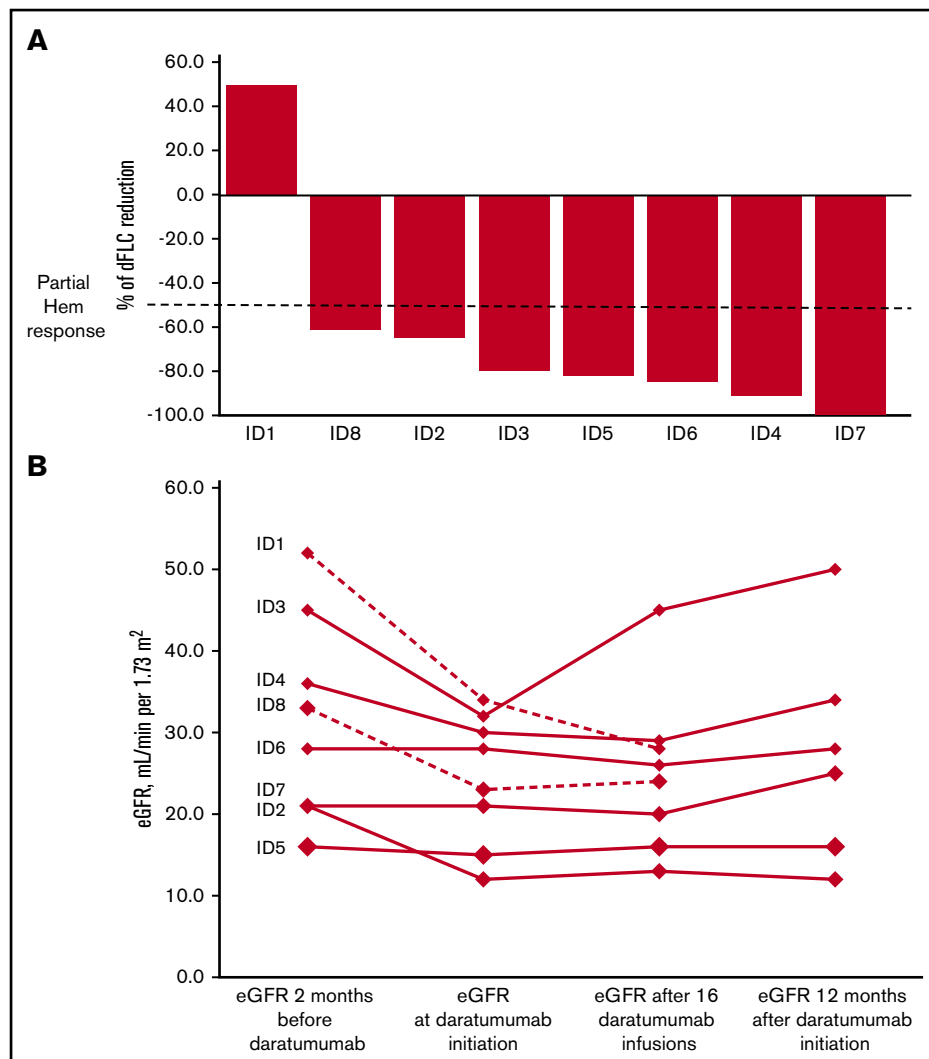 A
60.0
40.0
20.0
0.0
-20.0
-40.0
-60.0
-80.0
-100.0
% of dFLC reduction
Partial
Hem
response
ID1 ID8 ID2 ID3 ID5 ID6 ID4 ID7
B
60.0
50.0
40.0
30.0
20.0
10.0
0.0
eGFR, mL/min per 1.73 m²
ID1
ID3
ID4
ID8
ID6
ID7
ID2
ID5
eGFR 2 months
before
daratumumab
eGFR
at daratumumab
initiation
eGFR after 16
daratumumab
infusions
eGFR 12 months
after daratumumab
initiation